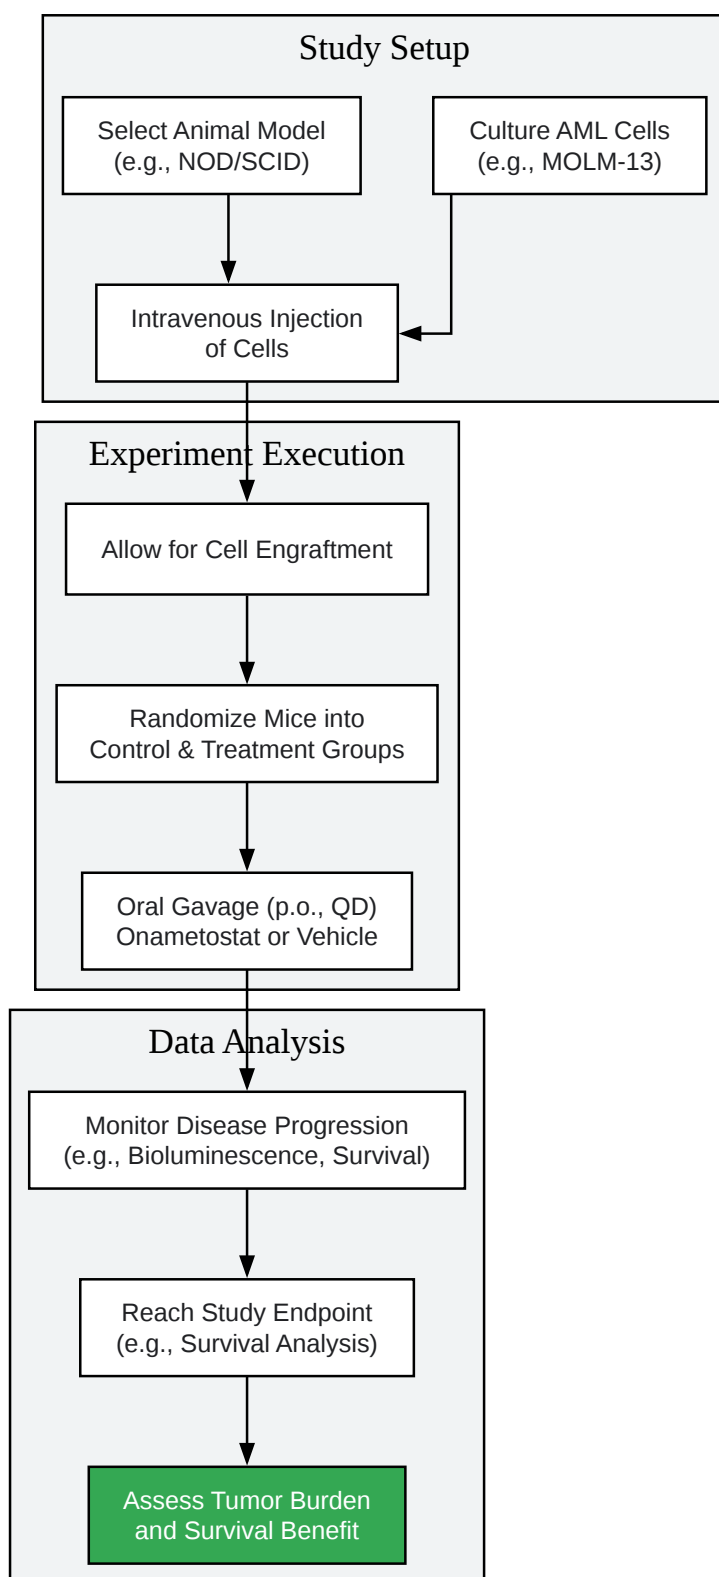 Study Setup
Select Animal Model
(e.g., NOD/SCID)
Culture AML Cells
(e.g., MOLM-13)
Intravenous Injection
of Cells
Experiment Execution
Allow for Cell Engraftment
Randomize Mice into
Control & Treatment Groups
Oral Gavage (p.o., QD)
Onametostat or Vehicle
Data Analysis
Monitor Disease Progression
(e.g., Bioluminescence, Survival)
Reach Study Endpoint
(e.g., Survival Analysis)
Assess Tumor Burden
and Survival Benefit